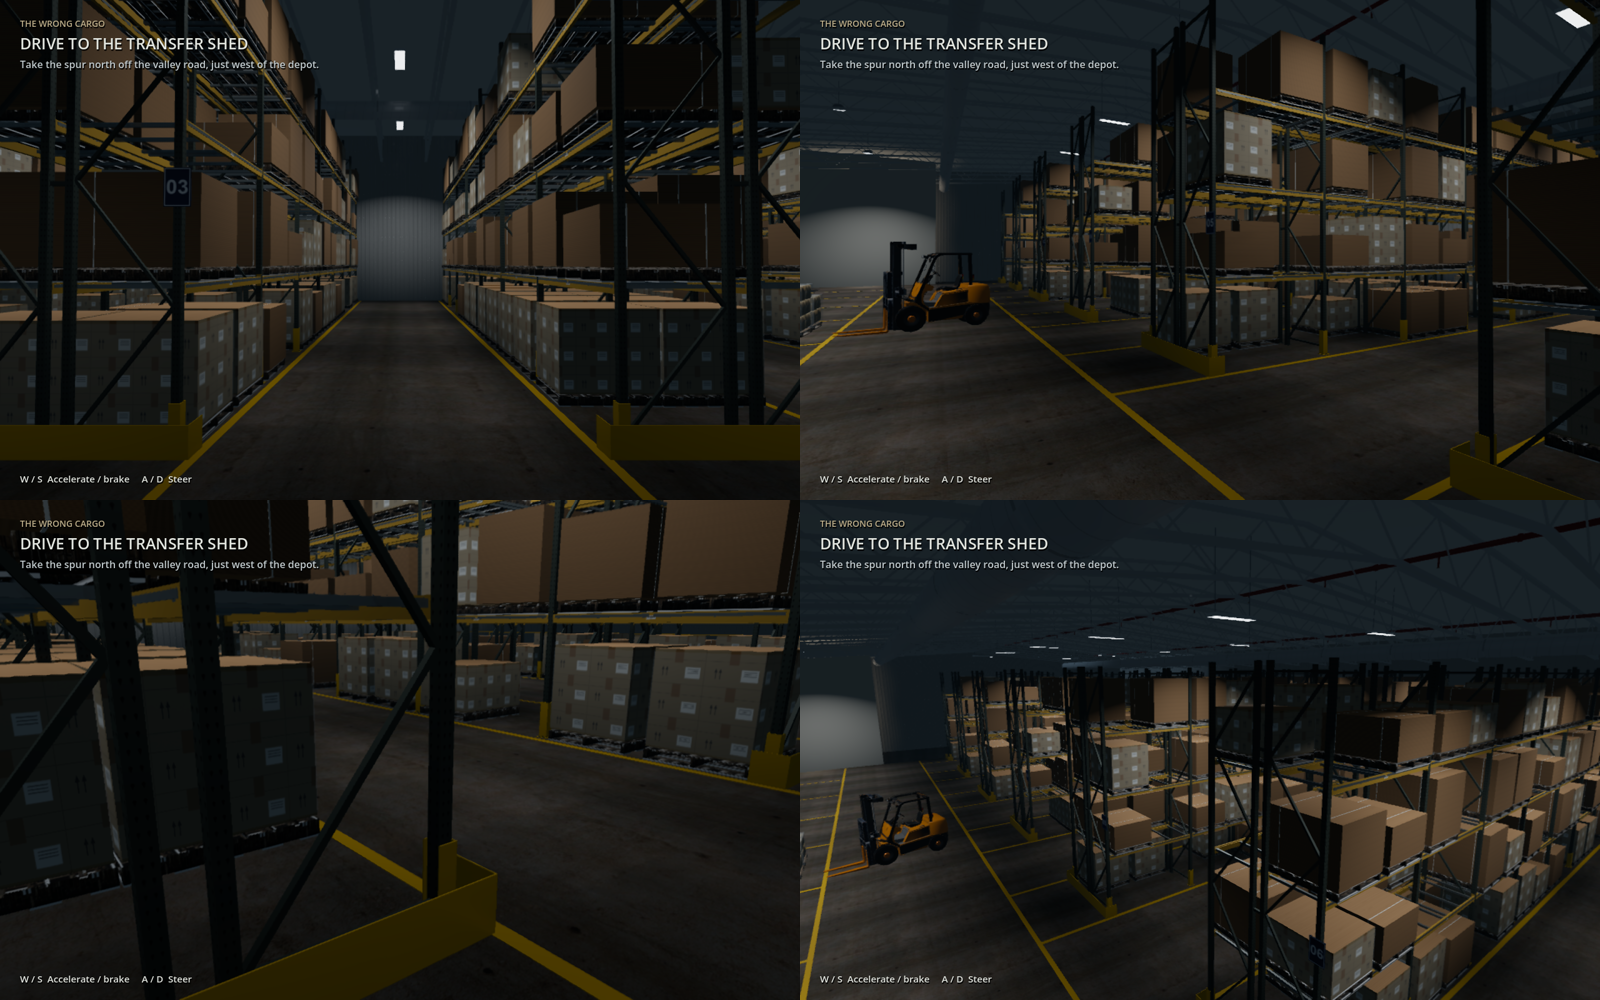 THE WRONG CARGO
DRIVE TO THE TRANSFER SHED
Take the spur north off the valley road, just west of the depot.
03
W / S Accelerate / brake A / D Steer
THE WRONG CARGO
DRIVE TO THE TRANSFER SHED
Take the spur north off the valley road, just west of the depot.
W / S Accelerate / brake A / D Steer
THE WRONG CARGO
DRIVE TO THE TRANSFER SHED
Take the spur north off the valley road, just west of the depot.
W / S Accelerate / brake A / D Steer
THE WRONG CARGO
DRIVE TO THE TRANSFER SHED
Take the spur north off the valley road, just west of the depot.
W / S Accelerate / brake A / D Steer